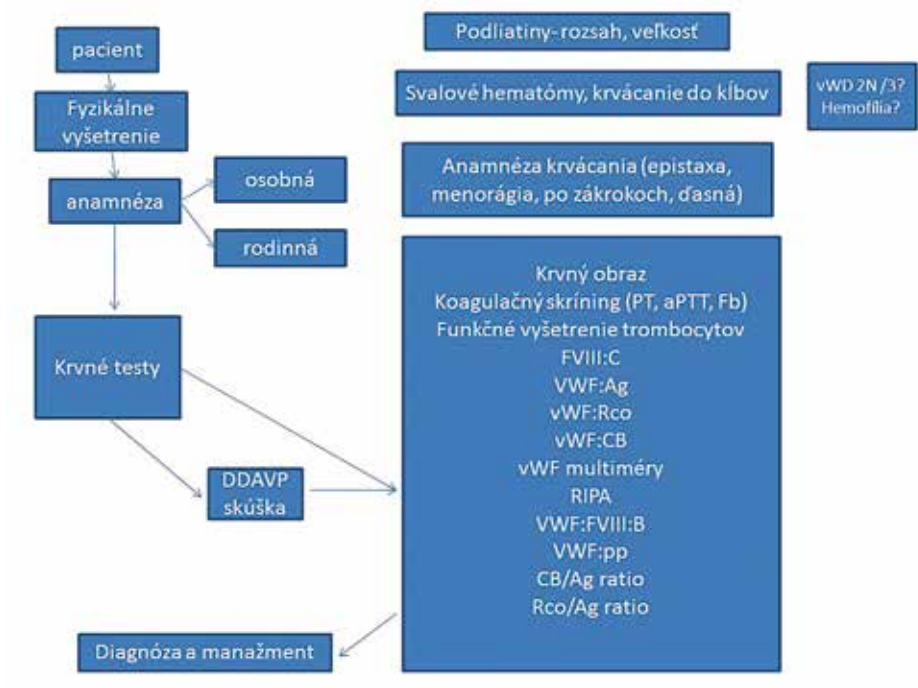 pacient
Fyzikálne
vyšetrenie
anamnéza
osobná
rodinná
Krvné testy
DDAVP
skúška
Diagnóza a manažment
Podliatiny- rozsah, veľkosť
Svalové hematómy, krvácanie do kĺbov
vWD 2N /3?
Hemofília?
Anamnéza krvácania (epistaxa,
menorágia, po zákrokoch, ďasná)
Krvný obraz
Koagulačný skríning (PT, aPTT, Fb)
Funkčné vyšetrenie trombocytov
FVIII:C
VWF:Ag
vWF:Rco
vWF:CB
vWF multiméry
RIPA
VWF:FVIII:B
VWF:pp
CB/Ag ratio
Rco/Ag ratio